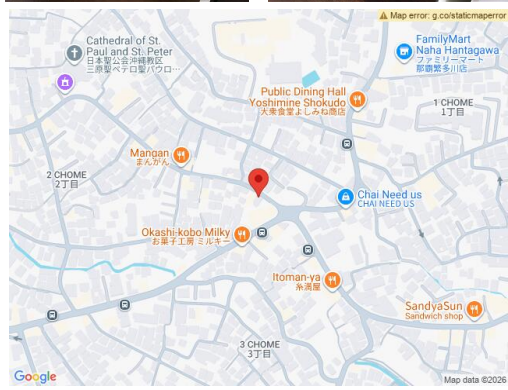 Map error: g.co/staticmaperror
Cathedral of St.
Paul and St. Peter
日本聖公会沖縄教区
三原聖ペテロ聖パウロ…
FamilyMart
Naha Hantagawa
ファミリーマート
那覇繁多川店
Public Dining Hall
Yoshimine Shokudo
大衆食堂よしみね商店
1 CHOME
1丁目
Mangan
まんがん
2 CHOME
2丁目
Chai Need us
CHAI NEED US
Okashi-kobo Milky
お菓子工房 ミルキー
Itoman-ya
糸満屋
SandyaSun
Sandwich shop
3 CHOME
3丁目
Google
Map data ©2026